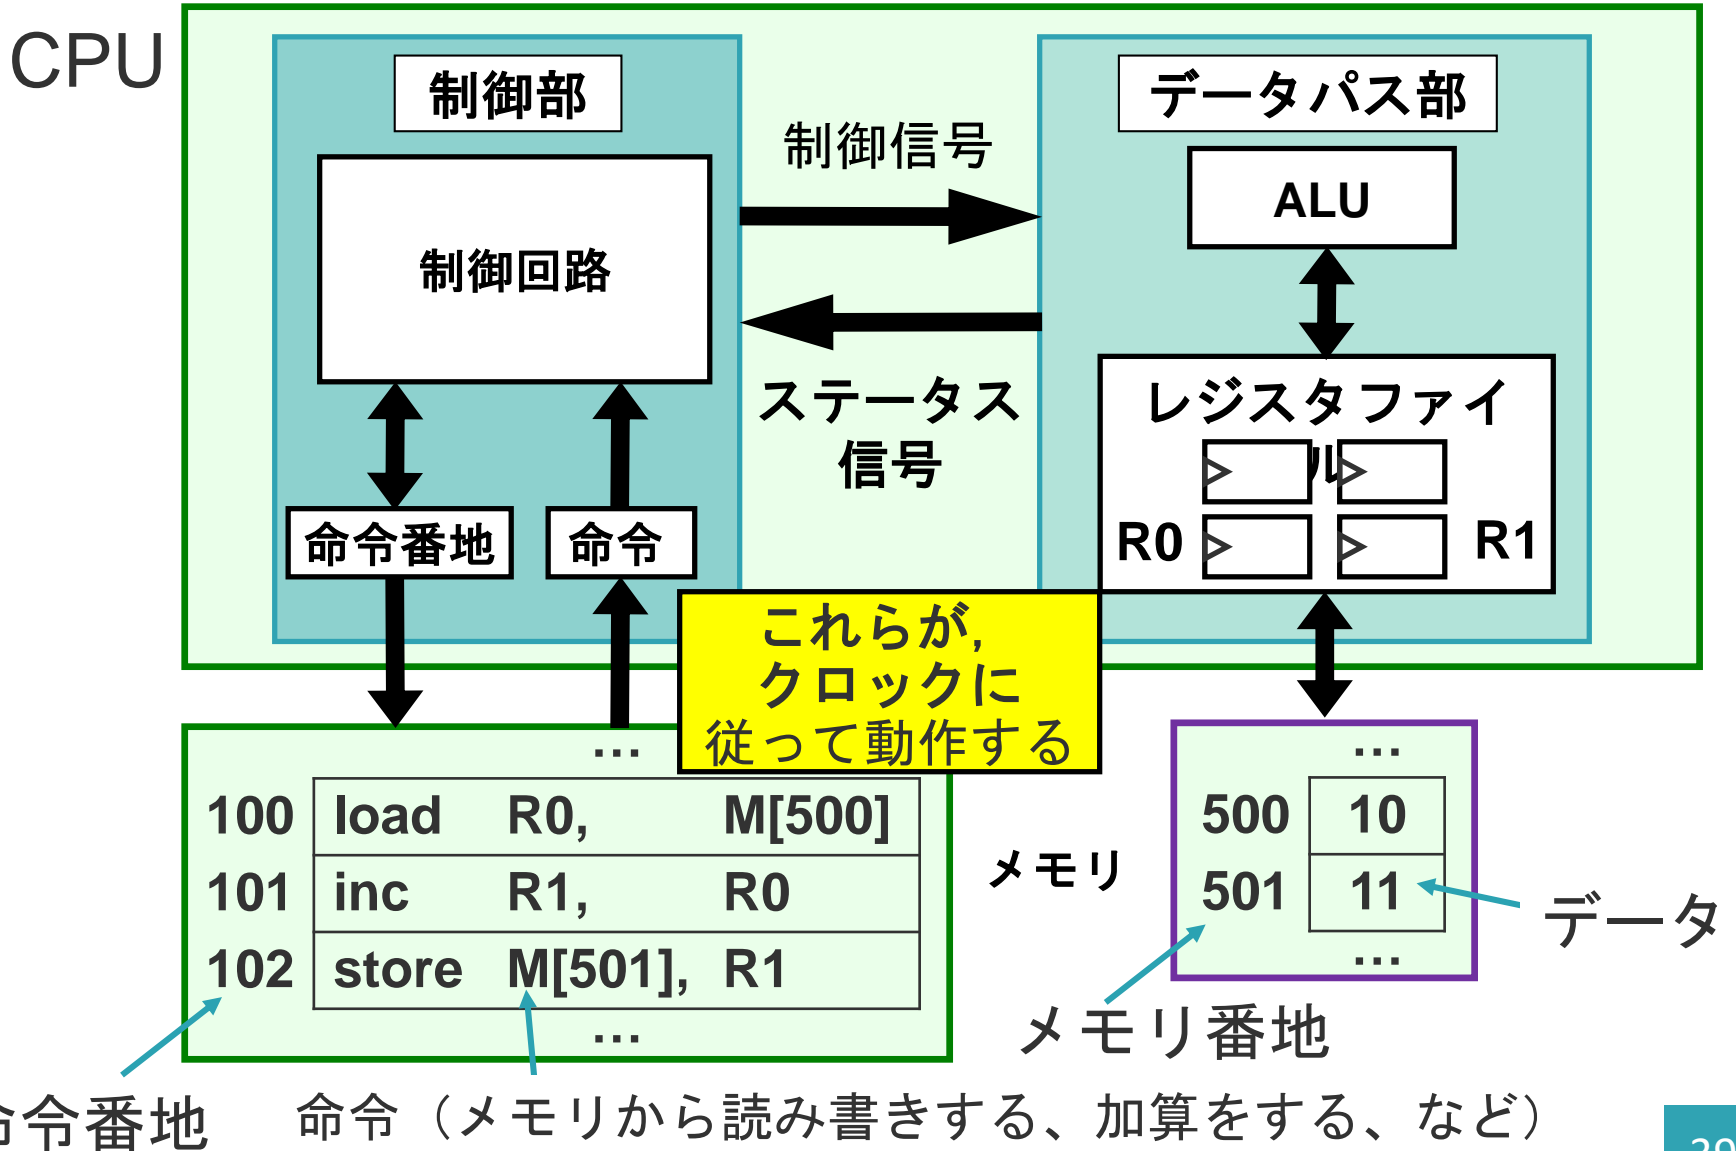 CPU
制御部
データパス部
制御信号
ALU
制御回路
ステータス
信号
レジスタファイ
ル
R0
R1
命令番地
命令
これらが,
クロックに
従って動作する
…
100 load R0, M[500]
101 inc R1, R0
102 store M[501], R1
…
メモリ
…
500 10
501 11
…
データ
メモリ番地
命令番地
命令（メモリから読み書きする、加算をする、など）